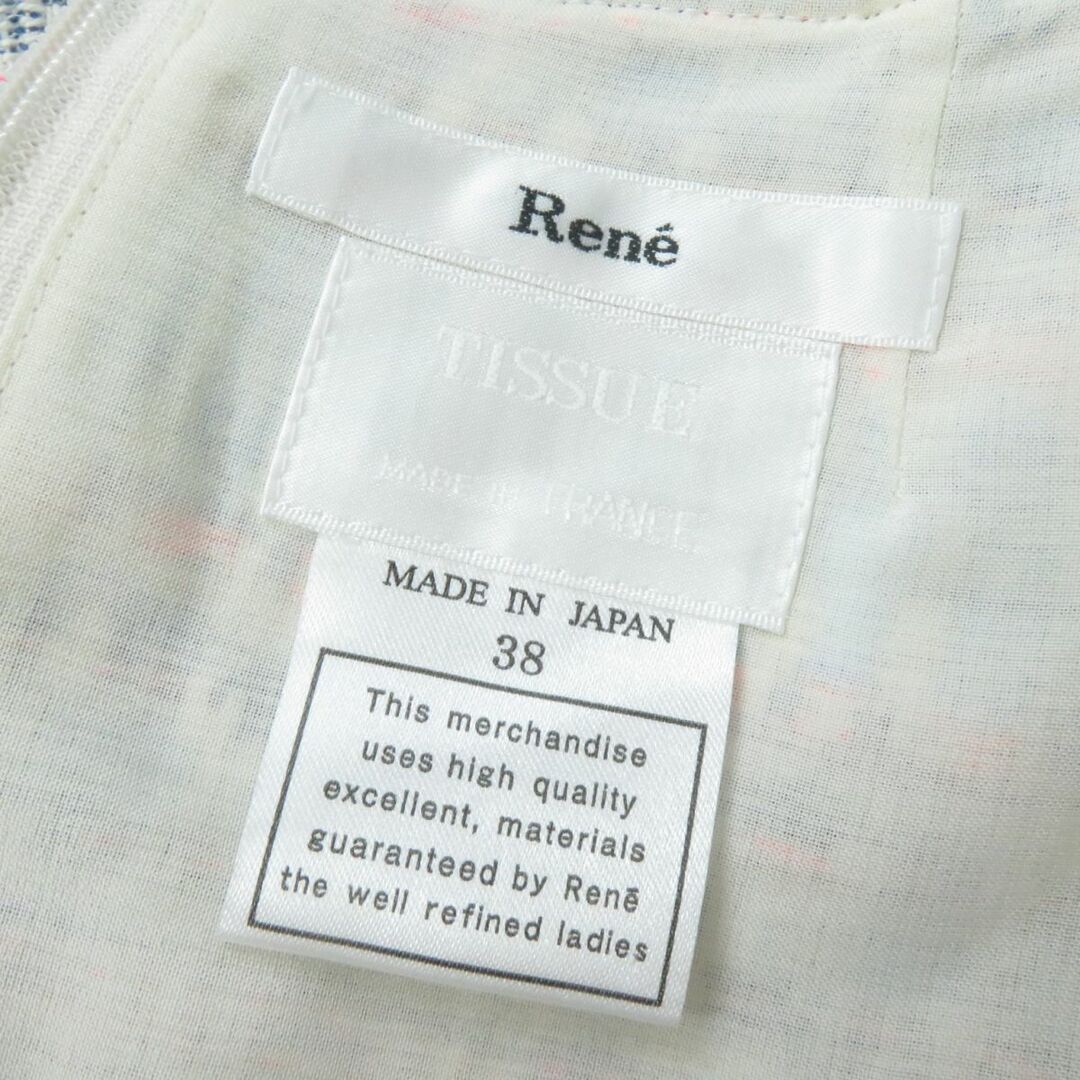 René
TISSUE
MADE IN FRANCE
MADE IN JAPAN
38
This merchandise
uses high quality
excellent, materials
guaranteed by Renē
the well refined ladies